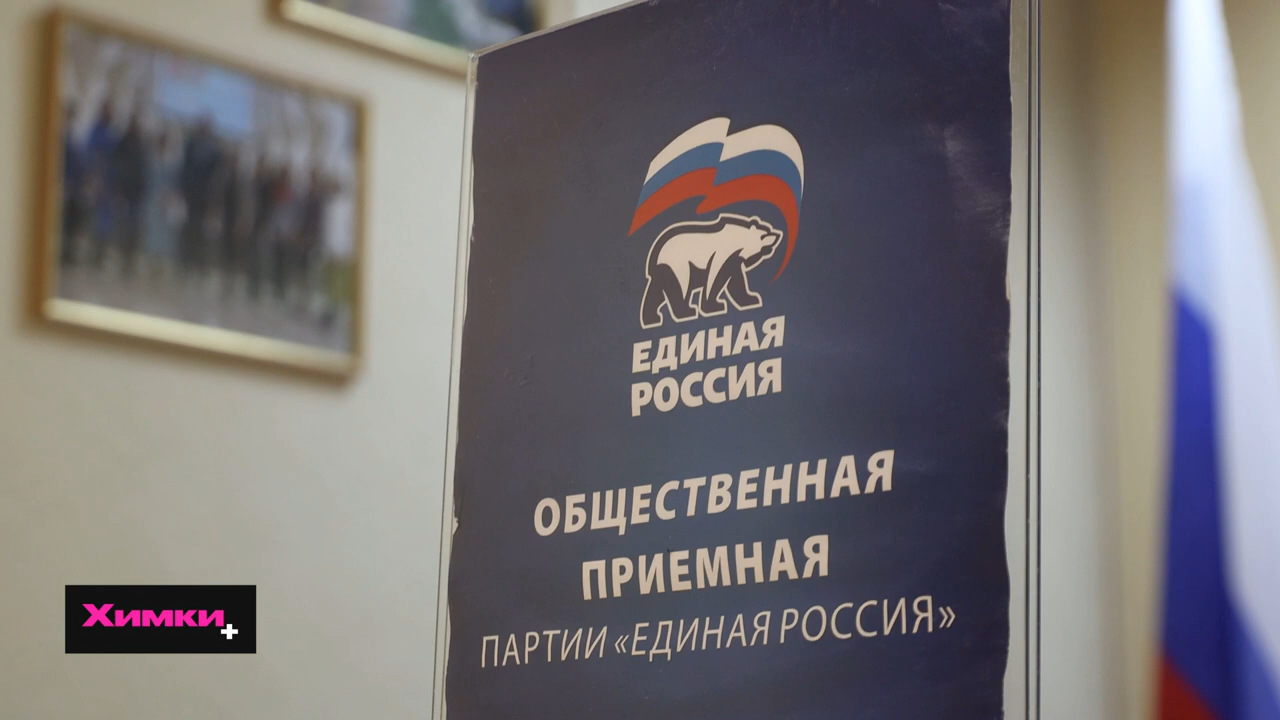 ЕДИНАЯ
РОССИЯ
ОБЩЕСТВЕННАЯ
ПРИЕМНАЯ
ПАРТИИ «ЕДИНАЯ РОССИЯ»
Химки+